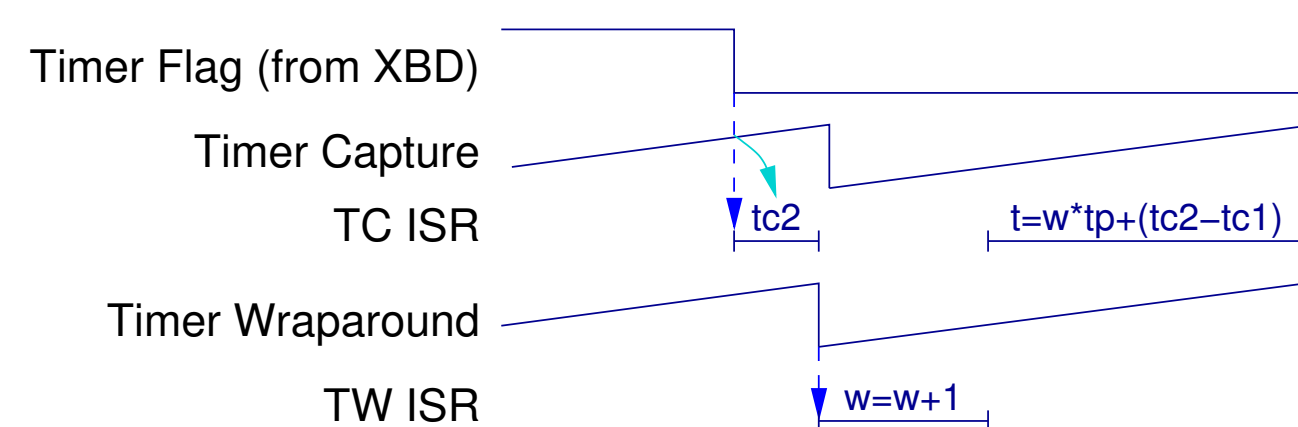 Timer Flag (from XBD)
Timer Capture
TC ISR
tc2
t=w*tp+(tc2−tc1)
Timer Wraparound
TW ISR
w=w+1